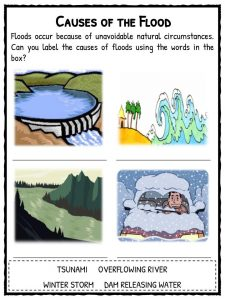 CAUSES OF THE FLOOD
Floods occur because of unavoidable natural circumstances.
Can you label the causes of floods using the words in the
box?
TSUNAMI OVERFLOWING RIVER
WINTER STORM DAM RELEASING WATER